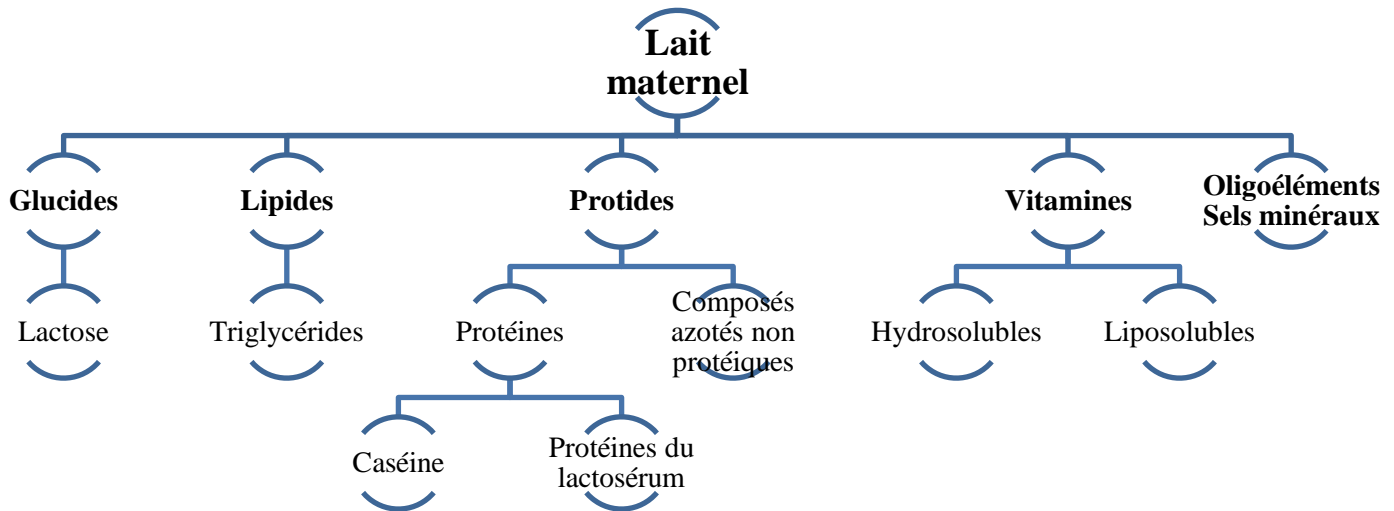 Lait
maternel
Glucides
Lipides
Protides
Vitamines
Oligoéléments
Sels minéraux
Lactose
Triglycérides
Protéines
Composés
azotés non
protéiques
Hydrosolubles
Liposolubles
Caséine
Protéines du
lactosérum